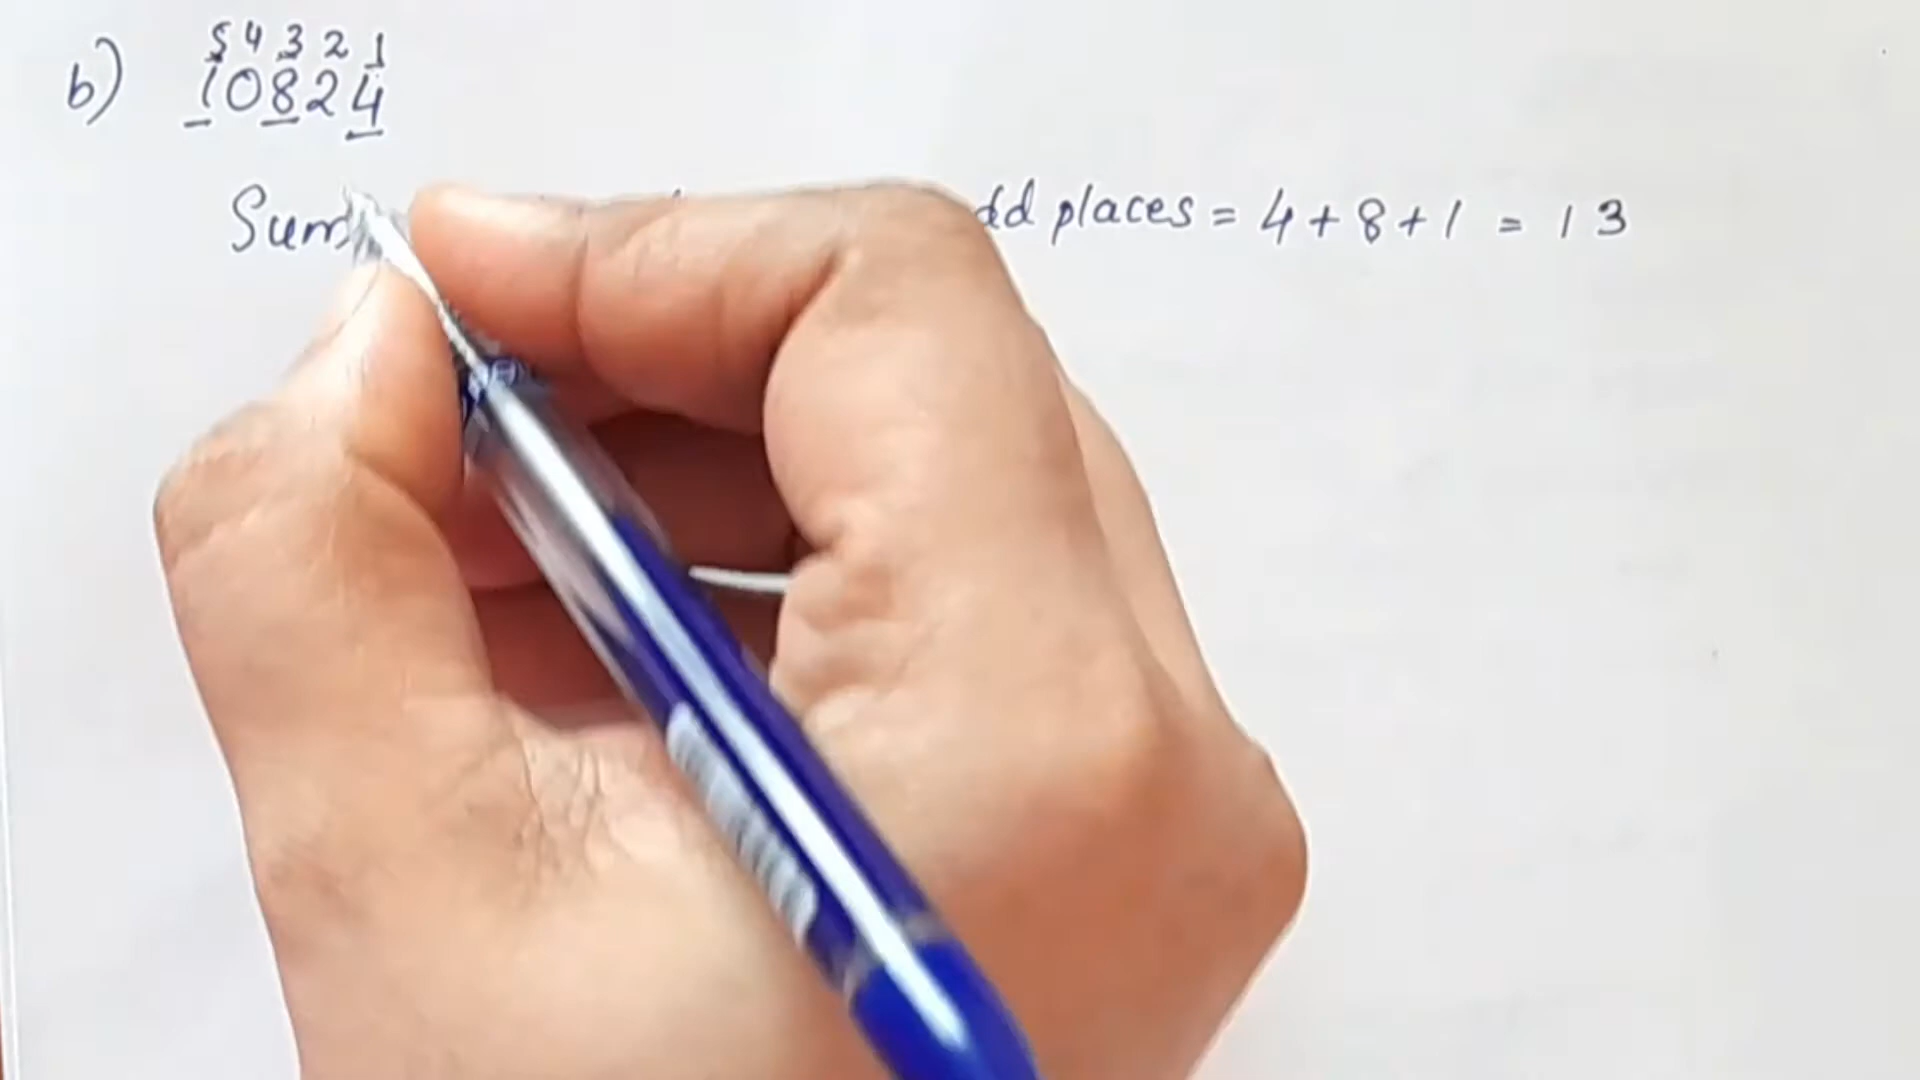 5 4 3 2 1
b) 10824
Sum dd places = 4 + 8 + 1 = 13